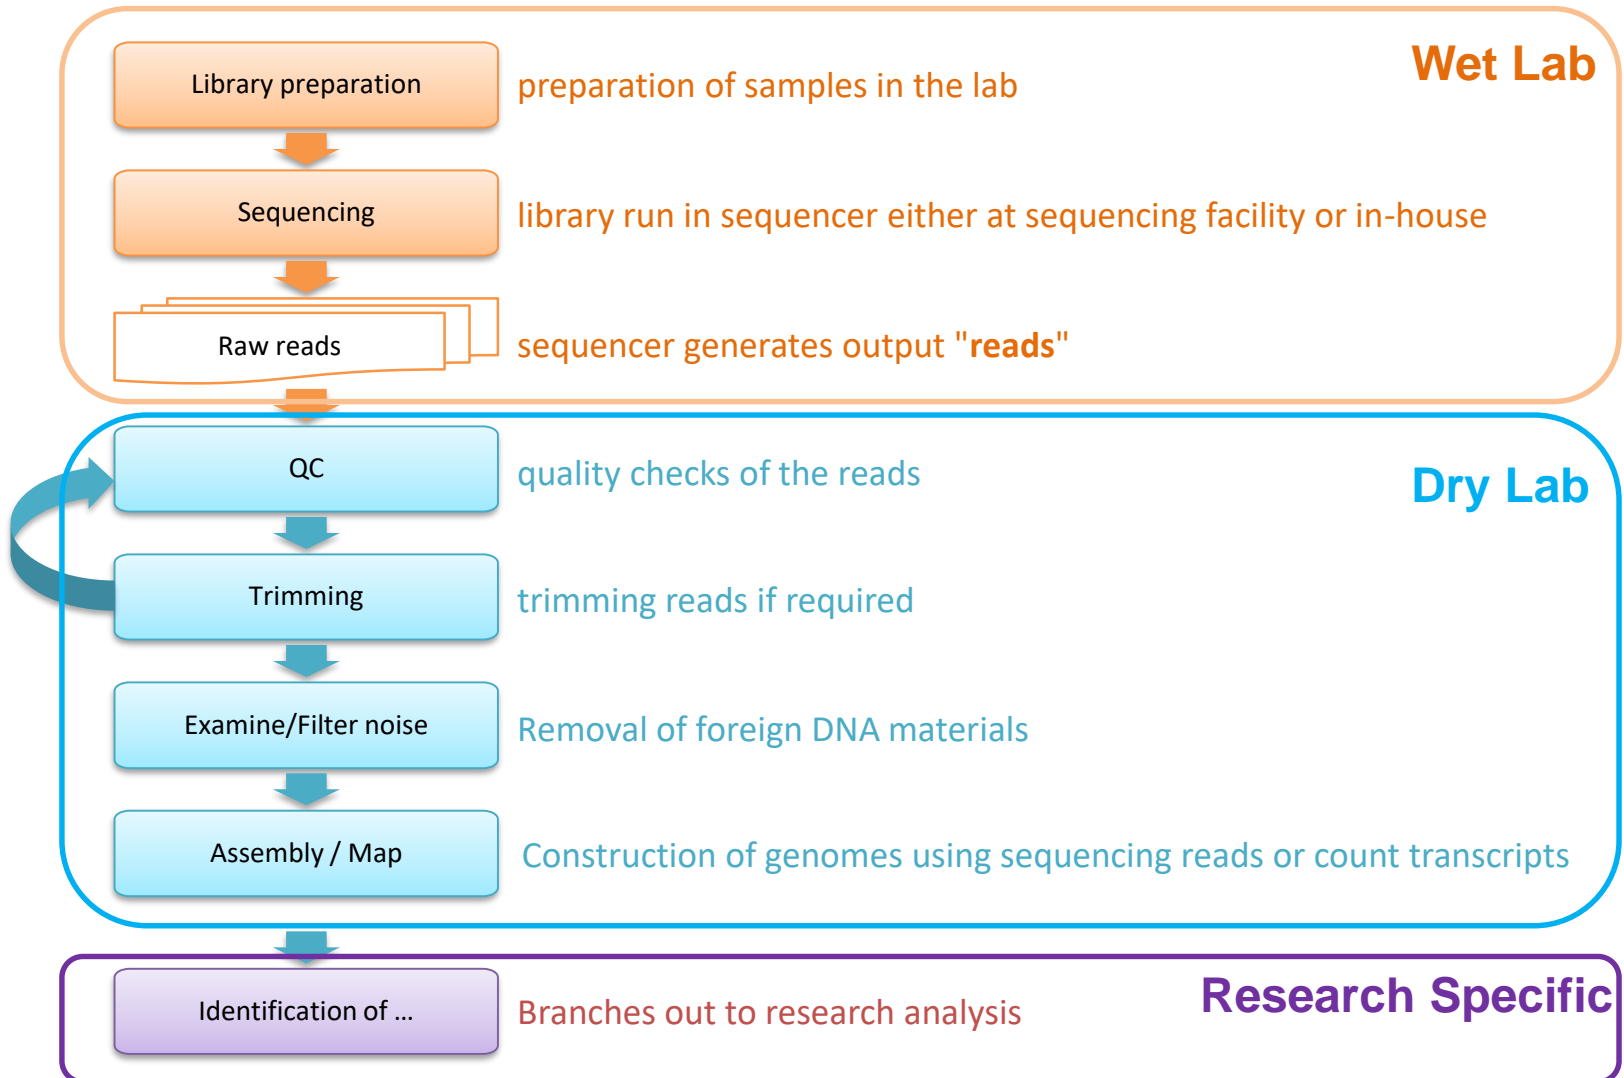 Wet Lab
Library preparation
preparation of samples in the lab
Sequencing
library run in sequencer either at sequencing facility or in-house
Raw reads
sequencer generates output "reads"
Dry Lab
QC
quality checks of the reads
Trimming
trimming reads if required
Examine/Filter noise
Removal of foreign DNA materials
Assembly / Map
Construction of genomes using sequencing reads or count transcripts
Research Specific
Identification of ...
Branches out to research analysis